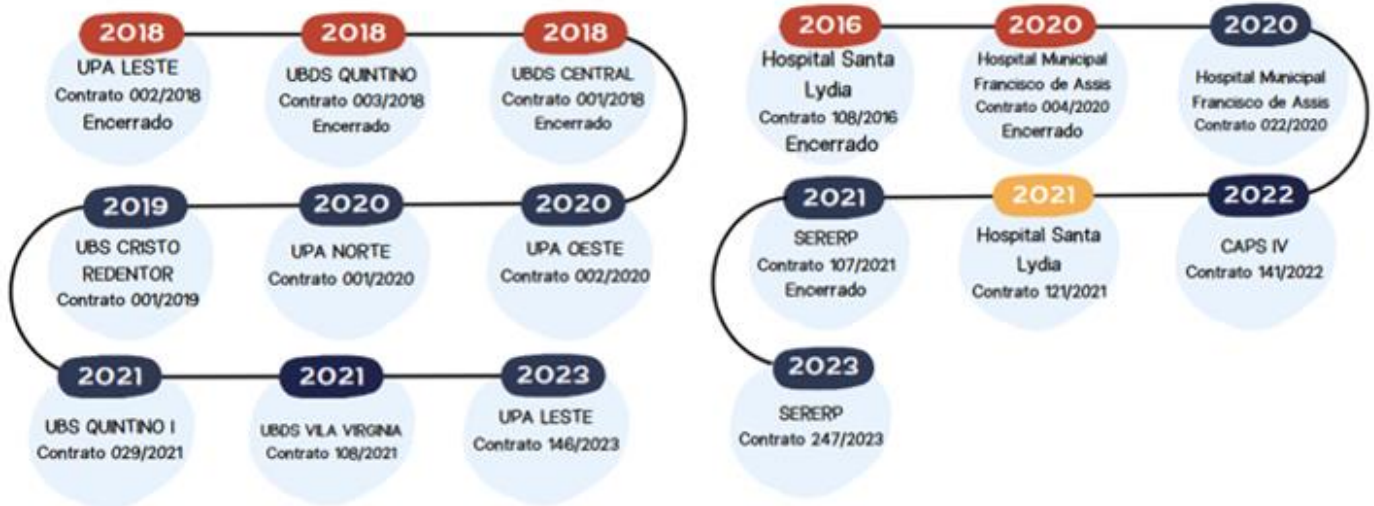 2018
UPA LESTE
Contrato 002/2018
Encerrado
2018
UBDS QUINTINO
Contrato 003/2018
Encerrado
2018
UBDS CENTRAL
Contrato 001/2018
Encerrado
2019
UBS CRISTO
REDENTOR
Contrato 001/2019
2020
UPA NORTE
Contrato 001/2020
2020
UPA OESTE
Contrato 002/2020
2021
UBS QUINTINO I
Contrato 029/2021
2021
UBDS VILA VIRGINIA
Contrato 108/2021
2023
UPA LESTE
Contrato 146/2023
2016
Hospital Santa
Lydia
Contrato 108/2016
Encerrado
2020
Hospital Municipal
Francisco de Assis
Contrato 004/2020
Encerrado
2020
Hospital Municipal
Francisco de Assis
Contrato 022/2020
2021
SERERP
Contrato 107/2021
Encerrado
2021
Hospital Santa
Lydia
Contrato 121/2021
2022
CAPS IV
Contrato 141/2022
2023
SERERP
Contrato 247/2023